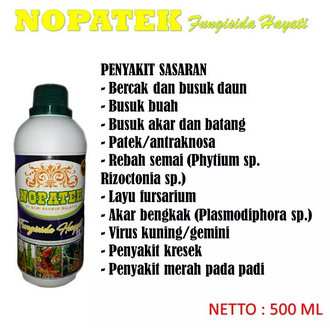 NOPATEK Fungisida Hayati
PENYAKIT SASARAN
- Bercak dan busuk daun
- Busuk buah
- Busuk akar dan batang
- Patek/antraknosa
- Rebah semai (Phytium sp.
Rizoctonia sp.)
- Layu fursarium
- Akar bengkak (Plasmodiphora sp.)
- Virus kuning/gemini
- Penyakit kresek
- Penyakit merah pada padi
NOPATEK
Fungisida Hayati
NETTO : 500 ML